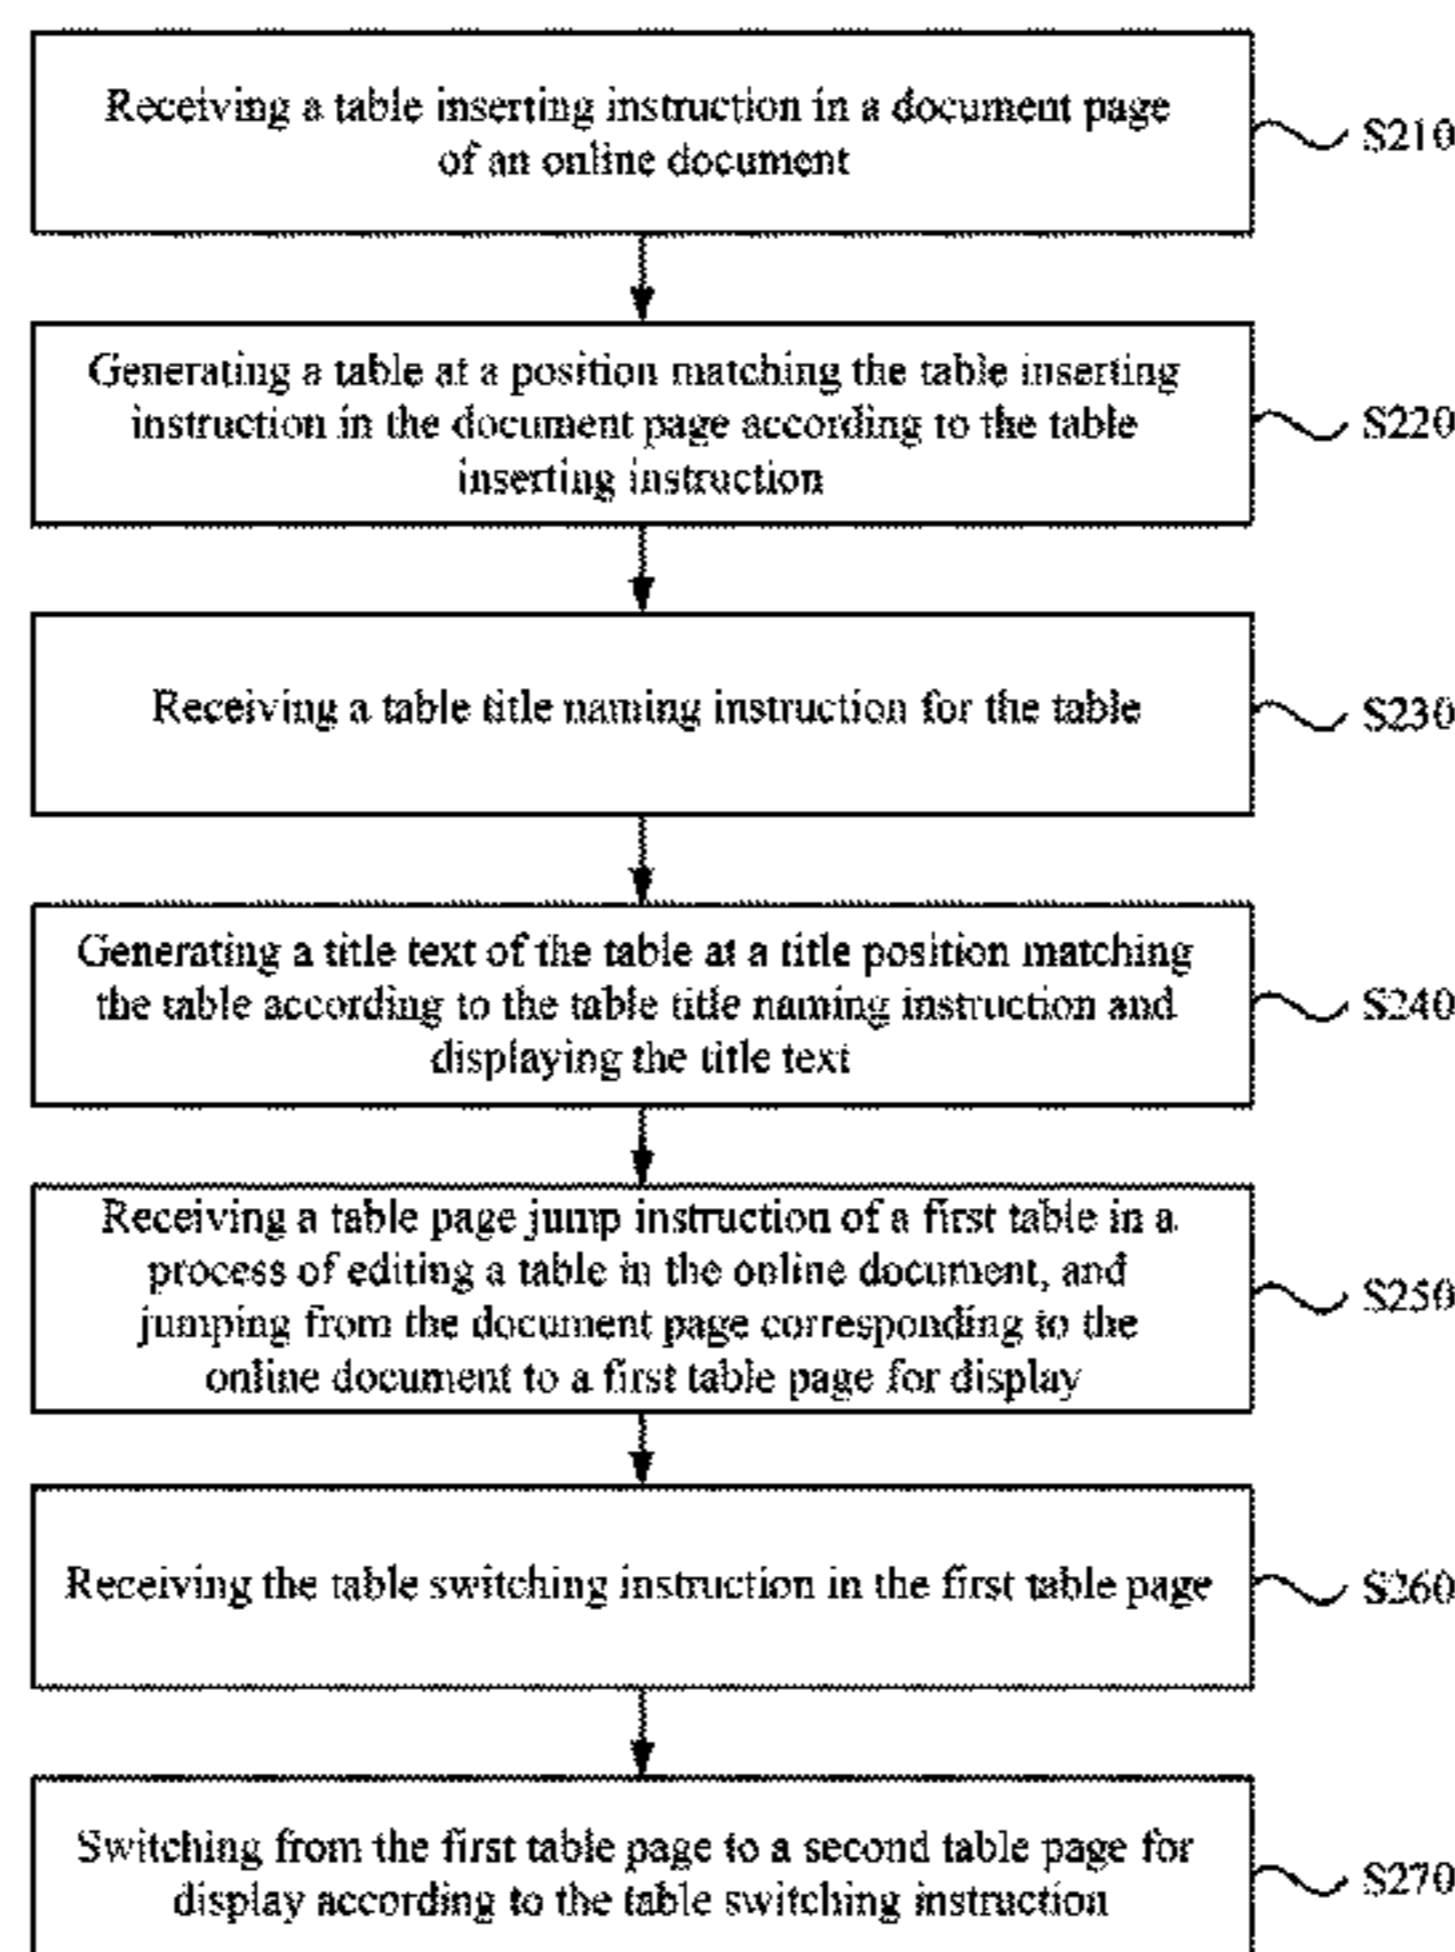 Receiving a table inserting instruction in a document page
of an online document
S210
Generating a table at a position matching the table inserting
instruction in the document page according to the table
inserting instruction
S220
Receiving a table title naming instruction for the table
S230
Generating a title text of the table at a title position matching
the table according to the table title naming instruction and
displaying the title text
S240
Receiving a table page jump instruction of a first table in a
process of editing a table in the online document, and
jumping from the document page corresponding to the
online document to a first table page for display
S250
Receiving the table switching instruction in the first table page
S260
Switching from the first table page to a second table page for
display according to the table switching instruction
S270